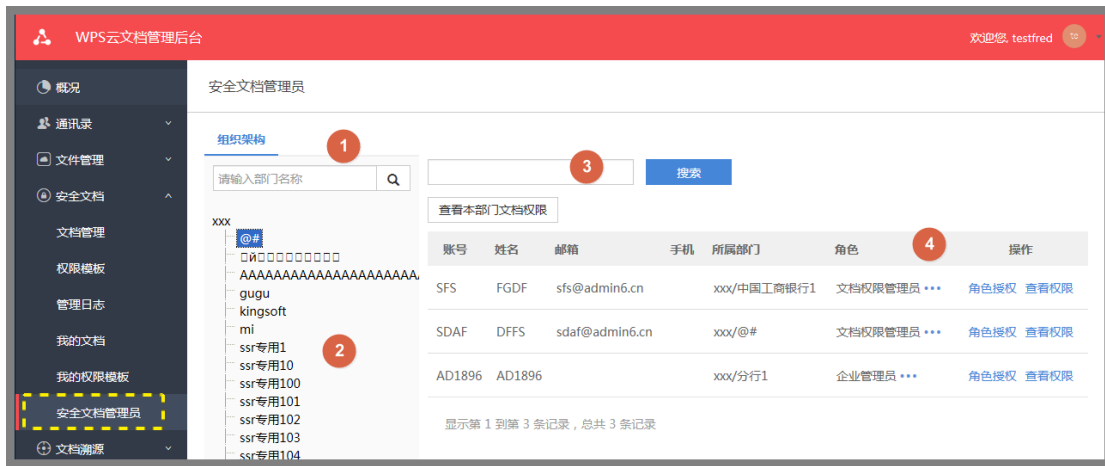 WPS云文档管理后台
欢迎您, testfred
概况
安全文档管理员
通讯录
组织架构
1
文件管理
请输入部门名称
3
搜索
安全文档
查看本部门文档权限
文档管理
xxx
@#
账号 姓名 邮箱 手机 所属部门 角色 4 操作
权限模板
AAAAAAAAAAAAAAAAAAAAA
SFS FGDF sfs@admin6.cn xxx/中国工商银行1 文档权限管理员 ••• 角色授权 查看权限
gugu
管理日志
kingsoft
mi
SDAF DFFS sdaf@admin6.cn xxx/@# 文档权限管理员 ••• 角色授权 查看权限
我的文档
ssr专用1
2
ssr专用10
我的权限模板
ssr专用100
AD1896 AD1896 xxx/分行1 企业管理员 ••• 角色授权 查看权限
ssr专用101
安全文档管理员
ssr专用102
显示第 1 到第 3 条记录，总共 3 条记录
ssr专用103
文档溯源
ssr专用104